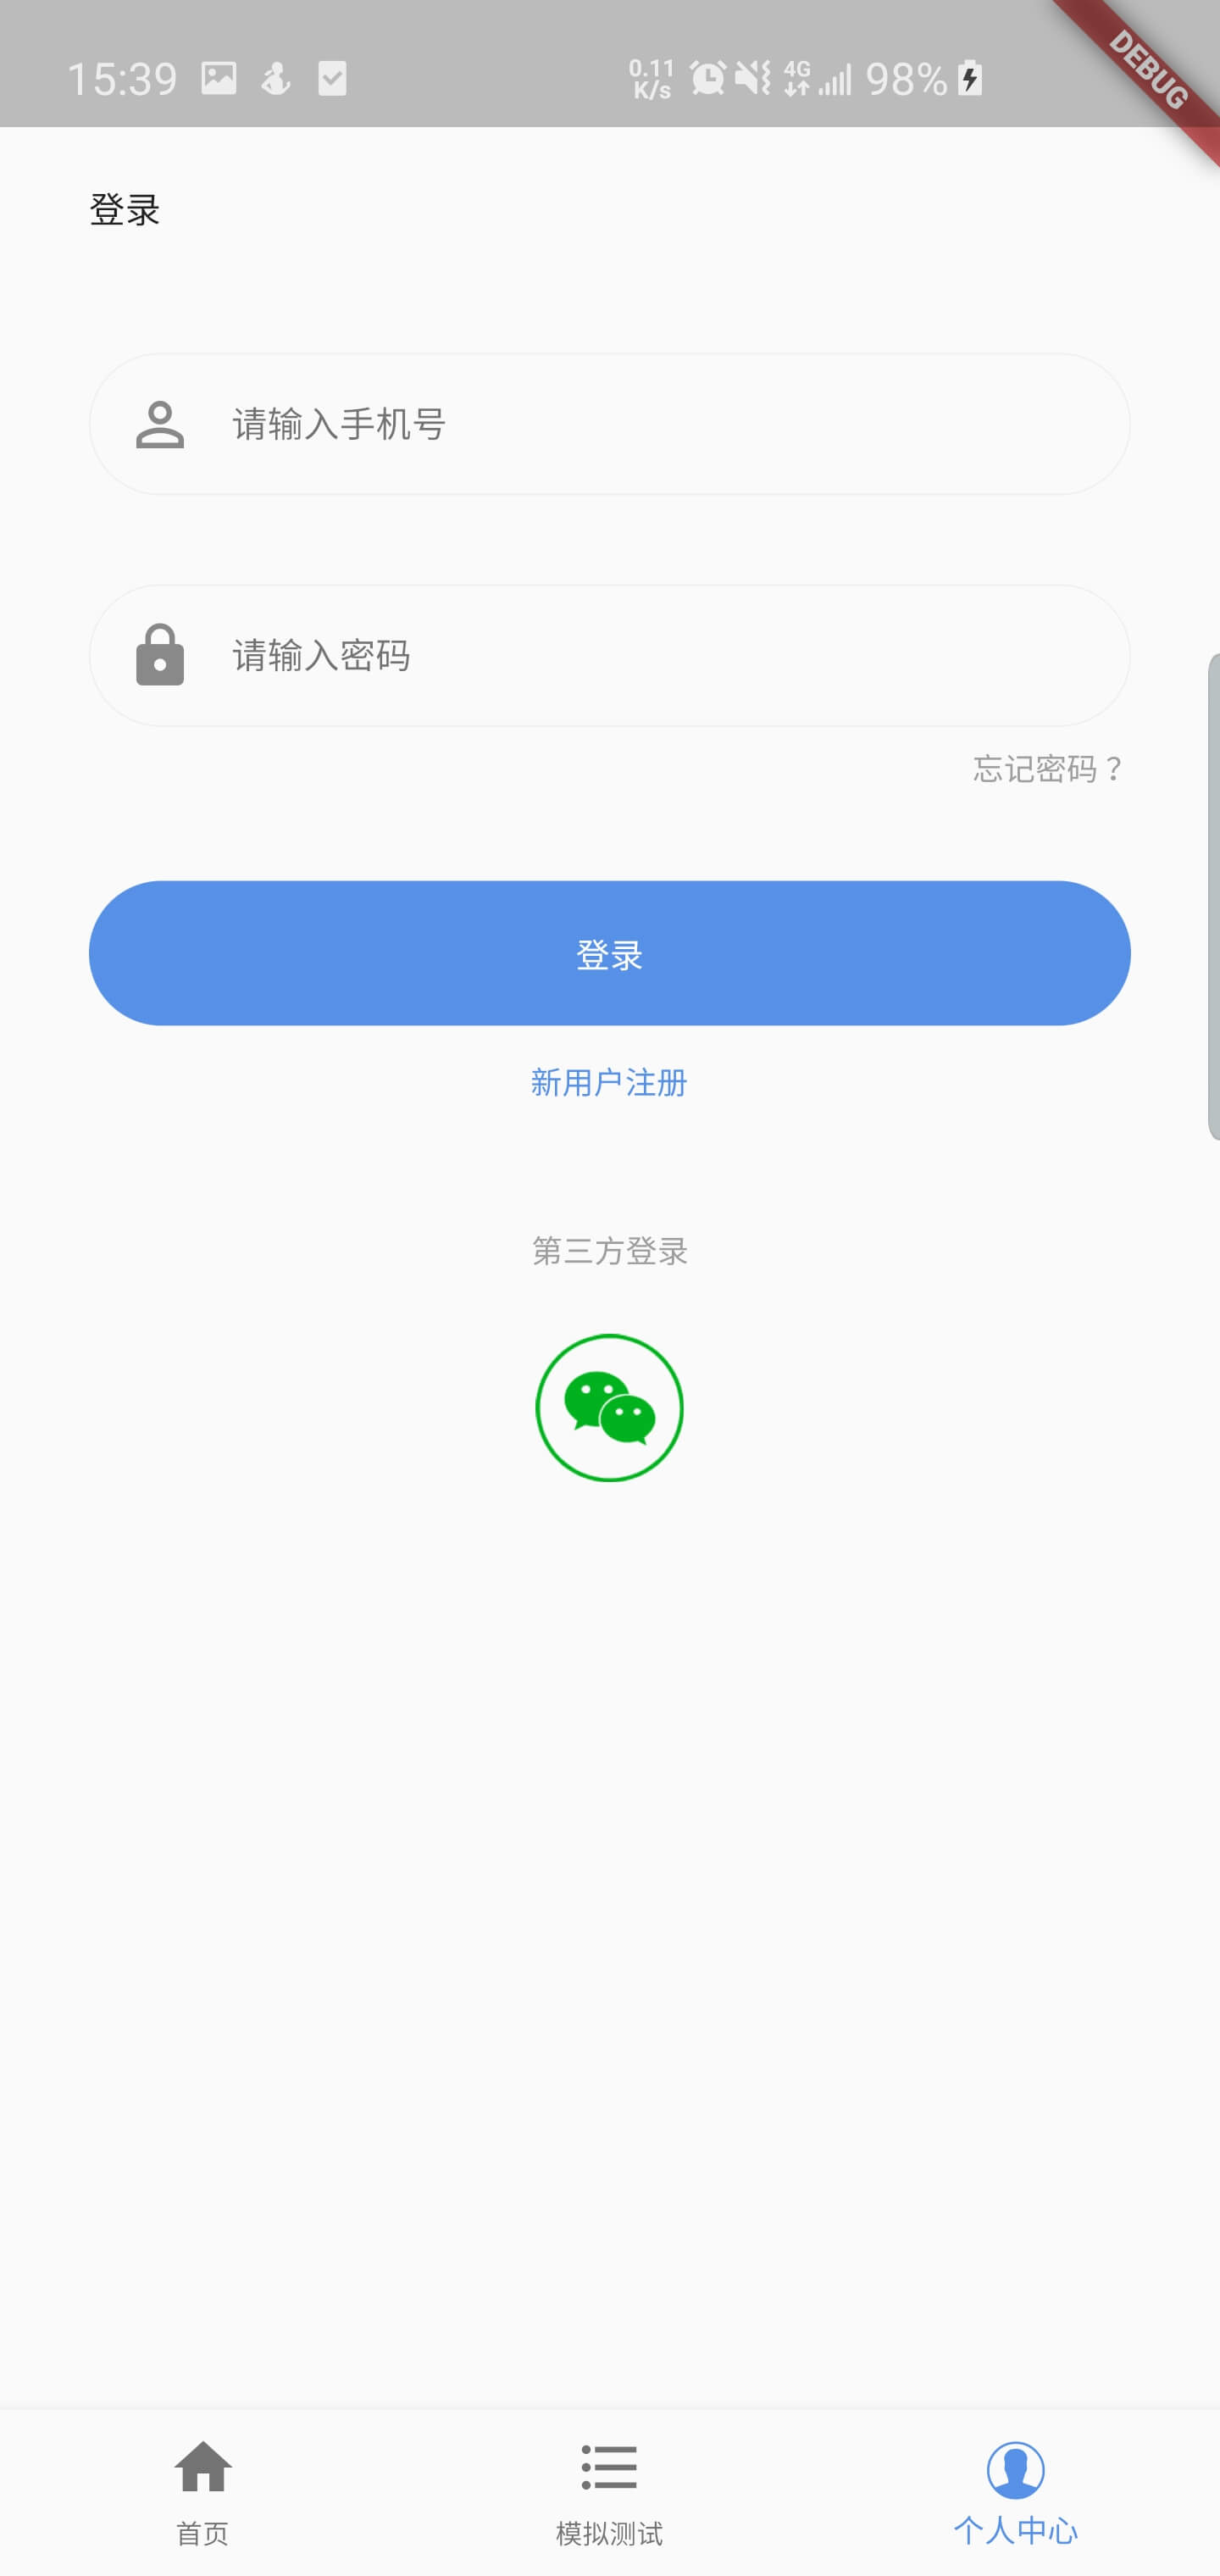 15:39
0.11
K/s
4G
98%
DEBUG
登录
请输入手机号
请输入密码
忘记密码？
登录
新用户注册
第三方登录
首页
模拟测试
个人中心